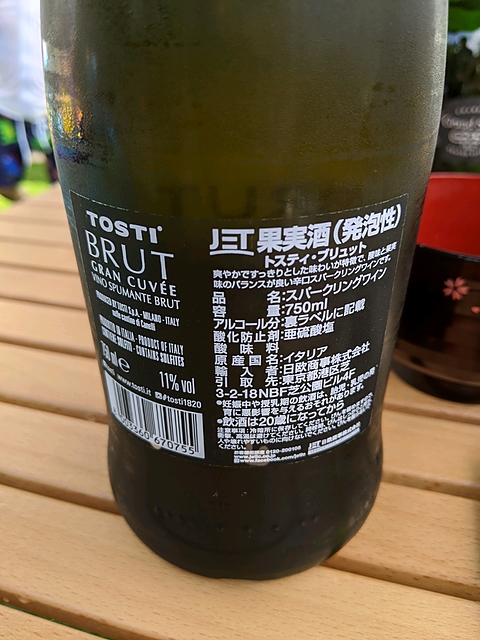 TOSTI
BRUT
GRAN CUVÉE
VINO SPUMANTE BRUT
PRODUCED BY TOSTI S.p.A. - MILANO - ITALY
PRODUCT OF ITALY
CONTAINS SULFITES
www.tosti.it
11% vol
tosti1820
JET 果実酒(発泡性)
トスティ・ブリュット
爽やかですっきりとした味わいが特徴で、酸味と果実
味のバランスが良い辛口スパークリングワインです。
品名:スパークリングワイン
容量:750ml
アルコール分:裏ラベルに記載
酸化防止剤:亜硫酸塩
酸味料
原産国名:イタリア
輸入者:日欧商事株式会社
引取先:東京都港区芝
3-2-18NBF芝公園ビル4F
●妊娠中や授乳期の飲酒は、胎児・乳児の発
育に悪影響を与えるおそれがあります。
●飲酒は20歳になってから
0120-200105